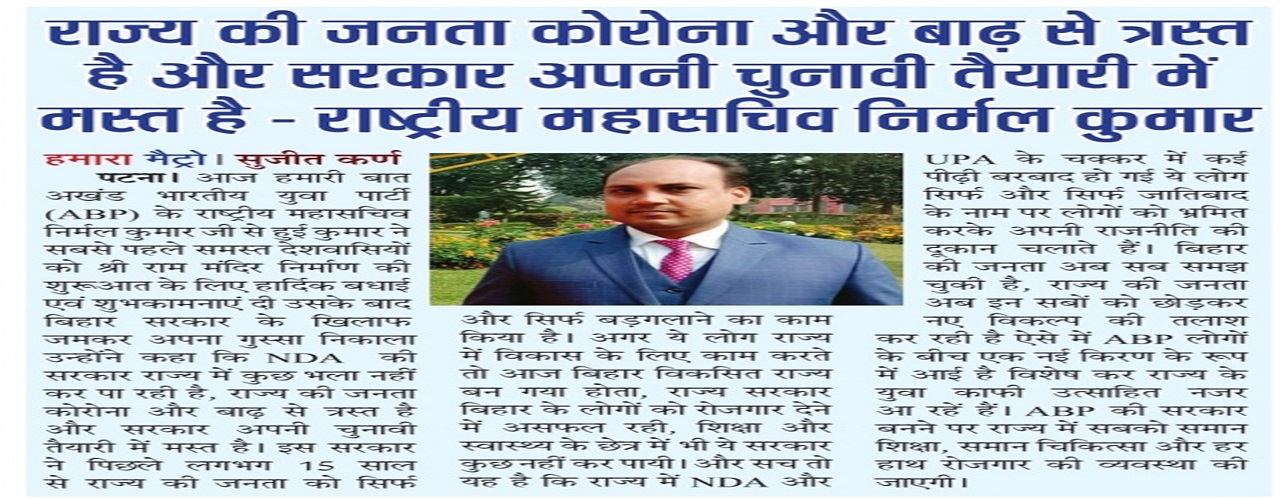 राज्य की जनता कोरोना और बाढ़ से त्रस्त
है और सरकार अपनी चुनावी तैयारी में
मस्त है - राष्ट्रीय महासचिव निर्मल कुमार
हमारा मैट्रो। सुजीत कर्ण
पटना। आज हमारी बात
अखंड भारतीय युवा पार्टी
(ABP) के राष्ट्रीय महासचिव
निर्मल कुमार जी से हुई कुमार ने
सबसे पहले समस्त देशवासियों
को श्री राम मंदिर निर्माण की
शुरूआत के लिए हार्दिक बधाई
एवं शुभकामनाएं दी उसके बाद
बिहार सरकार के खिलाफ
जमकर अपना गुस्सा निकाला
उन्होंने कहा कि NDA की
सरकार राज्य में कुछ भला नहीं
कर पा रही है, राज्य की जनता
कोरोना और बाढ़ से त्रस्त है
और सरकार अपनी चुनावी
तैयारी में मस्त है। इस सरकार
ने पिछले लगभग 15 साल
से राज्य की जनता को सिर्फ
और सिर्फ बड़गलाने का काम
किया है। अगर ये लोग राज्य
में विकास के लिए काम करते
तो आज बिहार विकसित राज्य
बन गया होता, राज्य सरकार
बिहार के लोगों को रोजगार देने
में असफल रही, शिक्षा और
स्वास्थ्य के छेत्र में भी ये सरकार
कुछ नहीं कर पायी। और सच तो
यह है कि राज्य में NDA और
UPA के चक्कर में कई
पीढ़ी बरबाद हो गई ये लोग
सिर्फ और सिर्फ जातिबाद
के नाम पर लोगों को भ्रमित
करके अपनी राजनीति की
दूकान चलाते हैं। बिहार
की जनता अब सब समझ
चुकी है, राज्य की जनता
अब इन सबों को छोड़कर
नए विकल्प की तलाश
कर रही है ऐसे में ABP लोगों
के बीच एक नई किरण के रूप
में आई है विशेष कर राज्य के
युवा काफी उत्साहित नजर
आ रहें हैं। ABP की सरकार
बनने पर राज्य में सबको समान
शिक्षा, समान चिकित्सा और हर
हाथ रोजगार की व्यवस्था की
जाएगी।